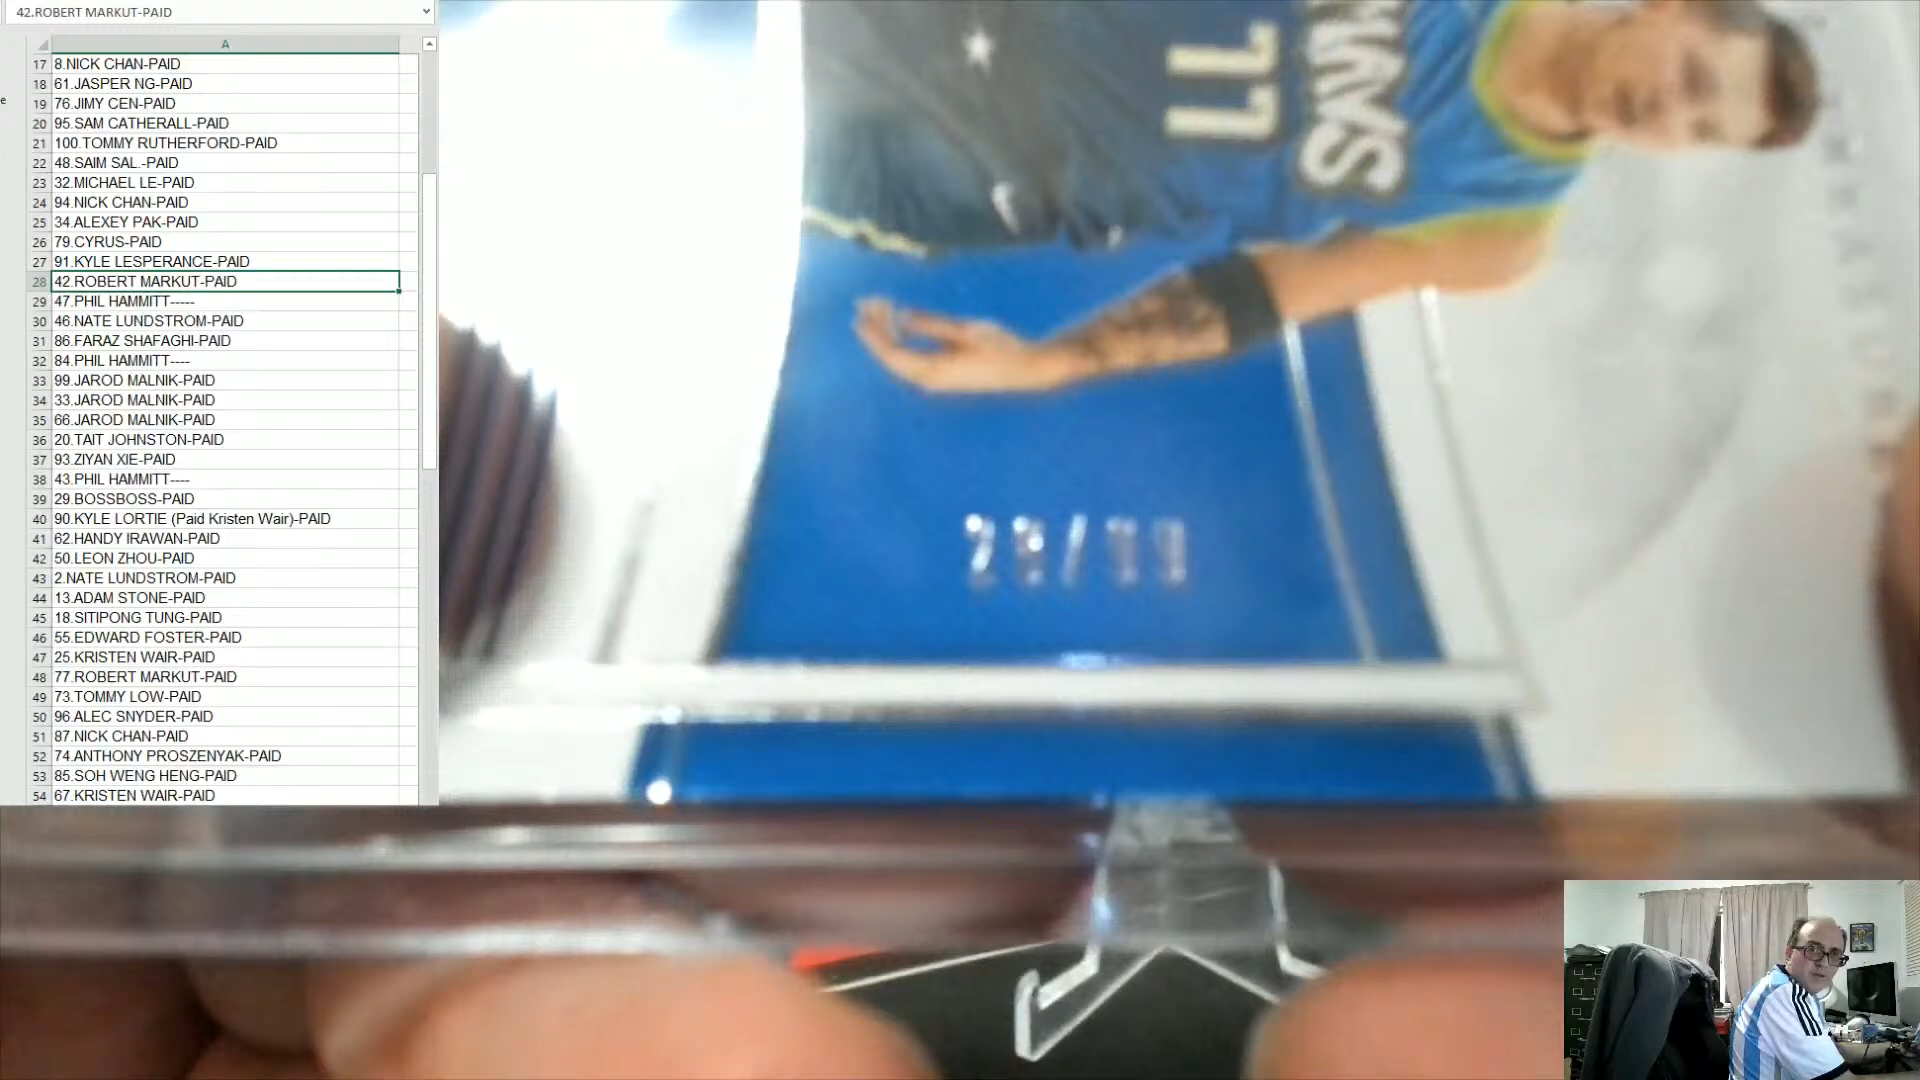 42.ROBERT MARKUT-PAID
A
17 8.NICK CHAN-PAID
18 61.JASPER NG-PAID
19 76.JIMY CEN-PAID
20 95.SAM CATHERALL-PAID
21 100.TOMMY RUTHERFORD-PAID
22 48.SAIM SAL.-PAID
23 32.MICHAEL LE-PAID
24 94.NICK CHAN-PAID
25 34.ALEXEY PAK-PAID
26 79.CYRUS-PAID
27 91.KYLE LESPERANCE-PAID
28 42.ROBERT MARKUT-PAID
29 47.PHIL HAMMITT-----
30 46.NATE LUNDSTROM-PAID
31 86.FARAZ SHAFAGHI-PAID
32 84.PHIL HAMMITT----
33 99.JAROD MALNIK-PAID
34 33.JAROD MALNIK-PAID
35 66.JAROD MALNIK-PAID
36 20.TAIT JOHNSTON-PAID
37 93.ZIYAN XIE-PAID
38 43.PHIL HAMMITT----
39 29.BOSSBOSS-PAID
40 90.KYLE LORTIE (Paid Kristen Wair)-PAID
41 62.HANDY IRAWAN-PAID
42 50.LEON ZHOU-PAID
43 2.NATE LUNDSTROM-PAID
44 13.ADAM STONE-PAID
45 18.SITIPONG TUNG-PAID
46 55.EDWARD FOSTER-PAID
47 25.KRISTEN WAIR-PAID
48 77.ROBERT MARKUT-PAID
49 73.TOMMY LOW-PAID
50 96.ALEC SNYDER-PAID
51 87.NICK CHAN-PAID
52 74.ANTHONY PROSZENYAK-PAID
53 85.SOH WENG HENG-PAID
54 67.KRISTEN WAIR-PAID
77